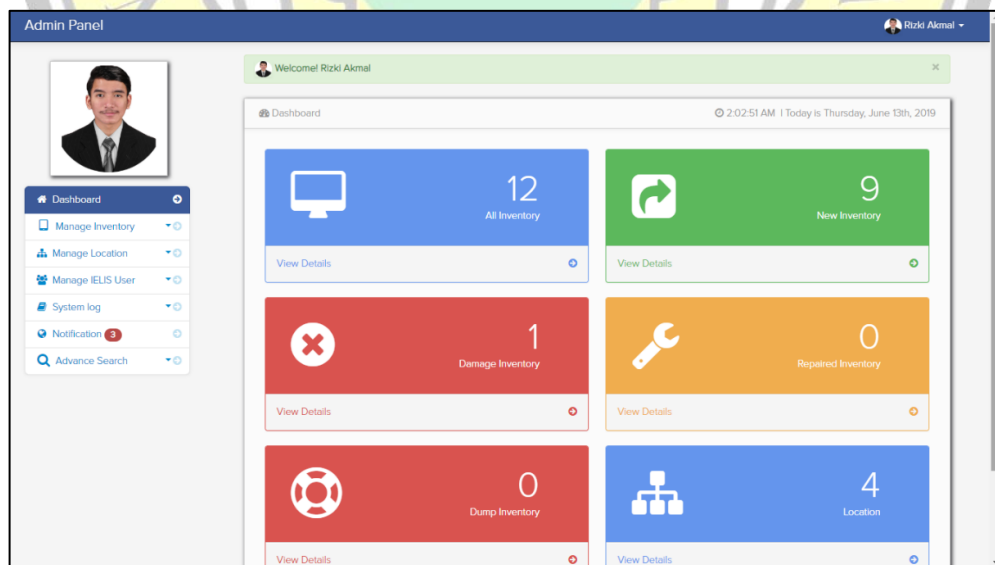 Admin Panel
Rizki Akmal
Welcome! Rizki Akmal
×
Dashboard
2:02:51 AM | Today is Thursday, June 13th, 2019
Dashboard
Manage Inventory
Manage Location
Manage IELIS User
System log
Notification 3
Advance Search
12
All Inventory
View Details
9
New Inventory
View Details
1
Damage Inventory
View Details
0
Repaired Inventory
View Details
0
Dump Inventory
View Details
4
Location
View Details